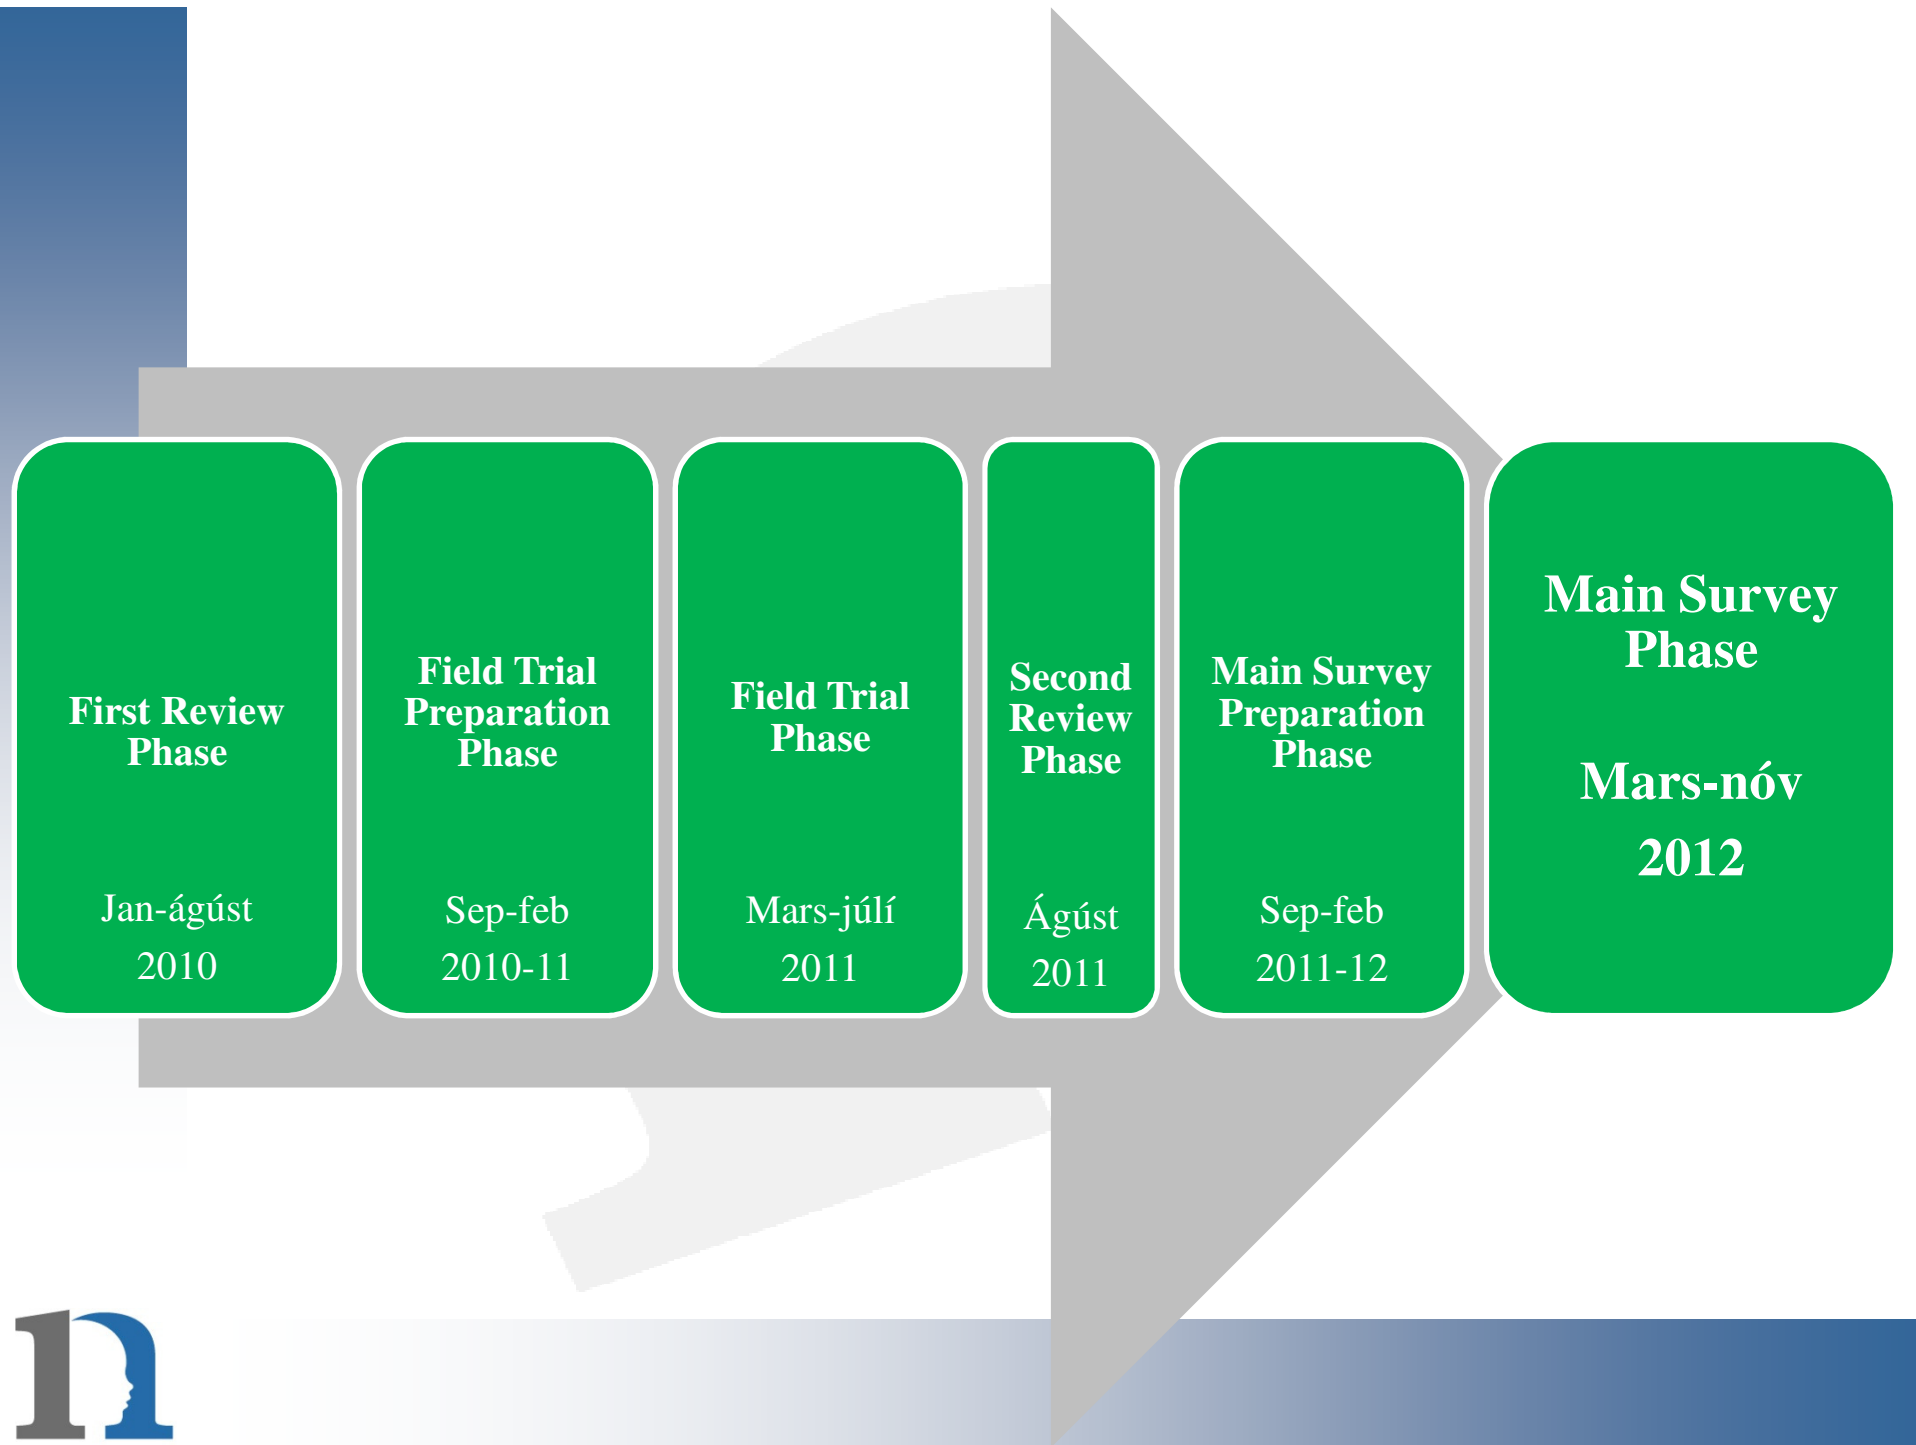 First Review
Phase
Jan-ágúst
2010
Field Trial
Preparation
Phase
Sep-feb
2010-11
Field Trial
Phase
Mars-júlí
2011
Second
Review
Phase
Ágúst
2011
Main Survey
Preparation
Phase
Sep-feb
2011-12
Main Survey
Phase
Mars-nóv
2012